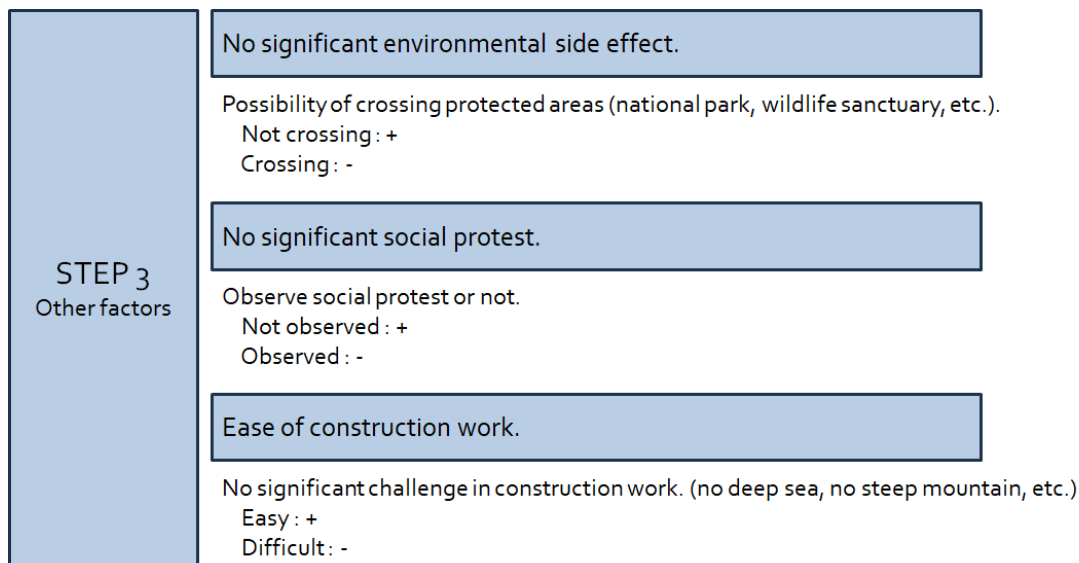 STEP 3
Other factors
No significant environmental side effect.
Possibility of crossing protected areas (national park, wildlife sanctuary, etc.).
Not crossing : +
Crossing : -
No significant social protest.
Observe social protest or not.
Not observed : +
Observed : -
Ease of construction work.
No significant challenge in construction work. (no deep sea, no steep mountain, etc.)
Easy : +
Difficult : -